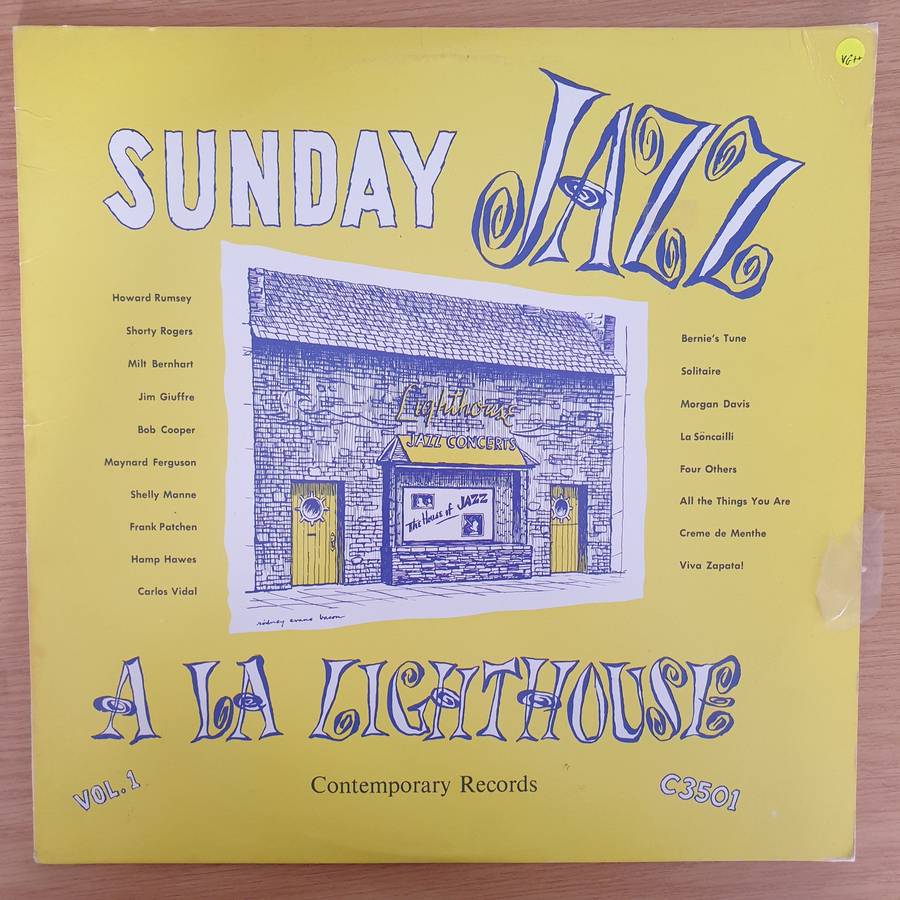 VG++
SUNDAY JAZZ
Howard Rumsey
Shorty Rogers
Milt Bernhart
Jim Giuffre
Bob Cooper
Maynard Ferguson
Shelly Manne
Frank Patchen
Hamp Hawes
Carlos Vidal
Lighthouse
JAZZ CONCERTS
The House of JAZZ
rodney evans bacon
Bernie's Tune
Solitaire
Morgan Davis
La Söncailli
Four Others
All the Things You Are
Creme de Menthe
Viva Zapata!
A LA LIGHTHOUSE
VOL. 1
Contemporary Records
C3501